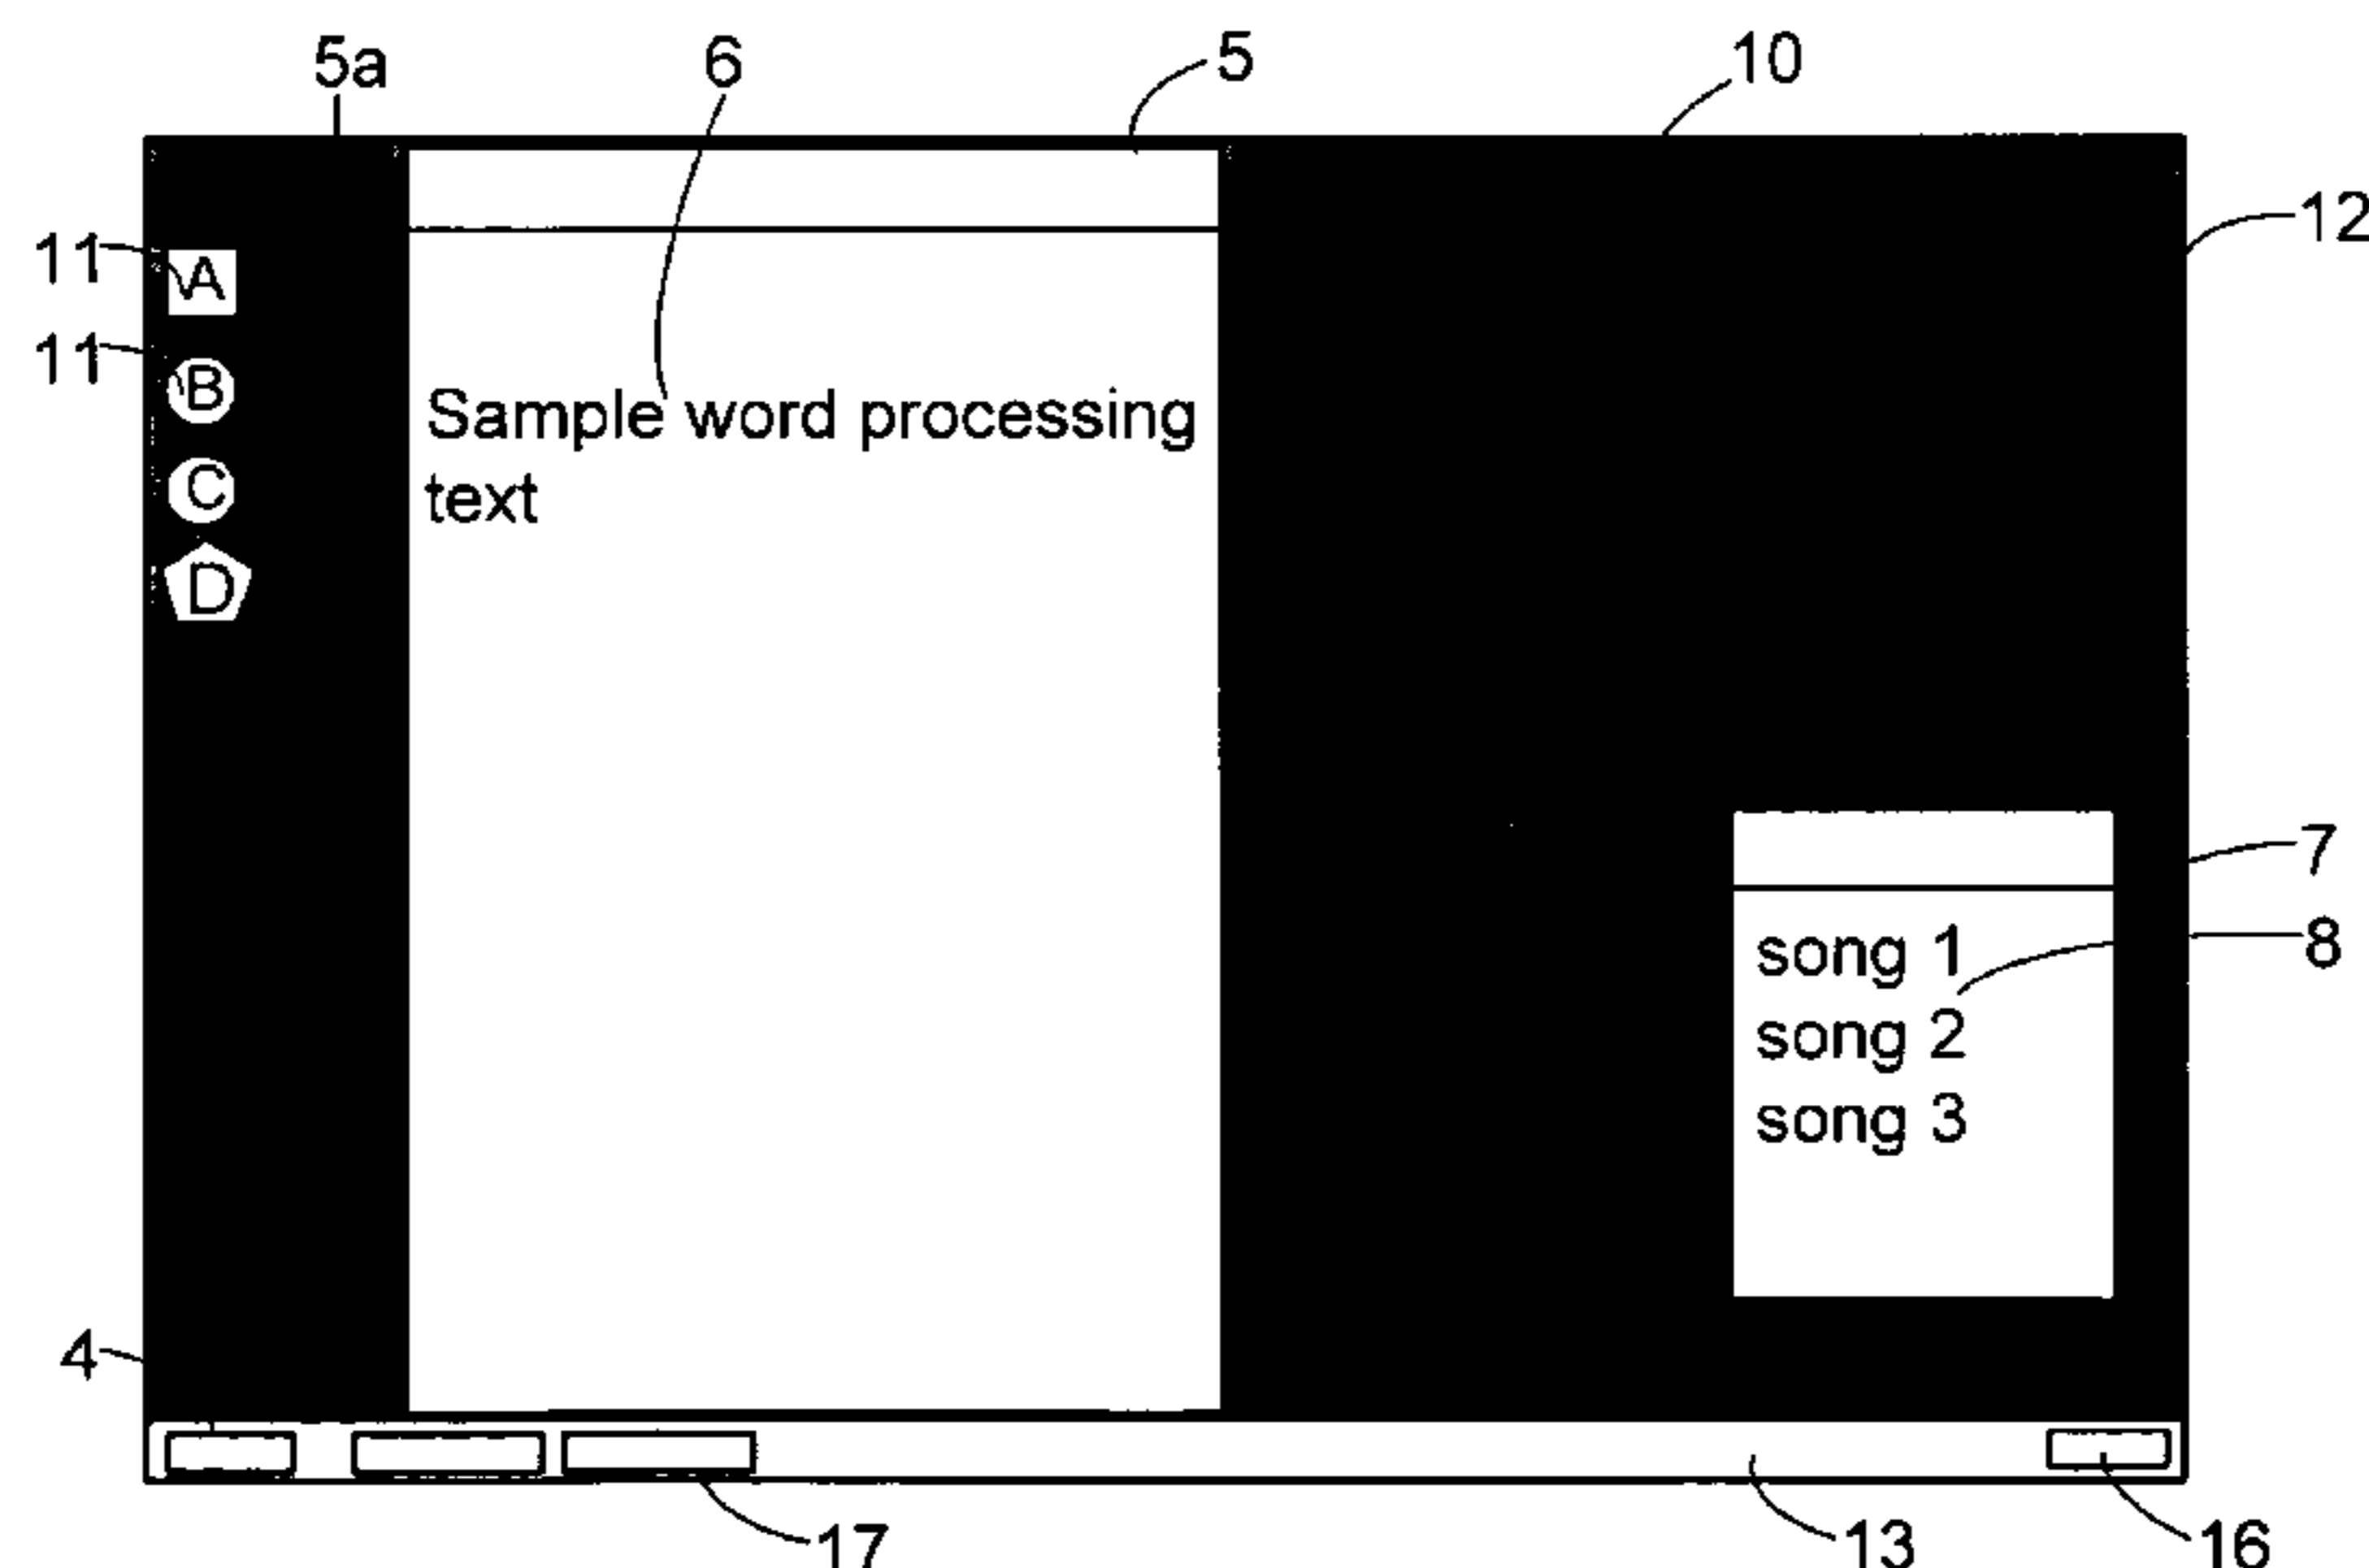 5a 6 5 10
12
11 A
11 B
Sample word processing
C
text
D
7
song 1
8
song 2
song 3
4
17 13 16